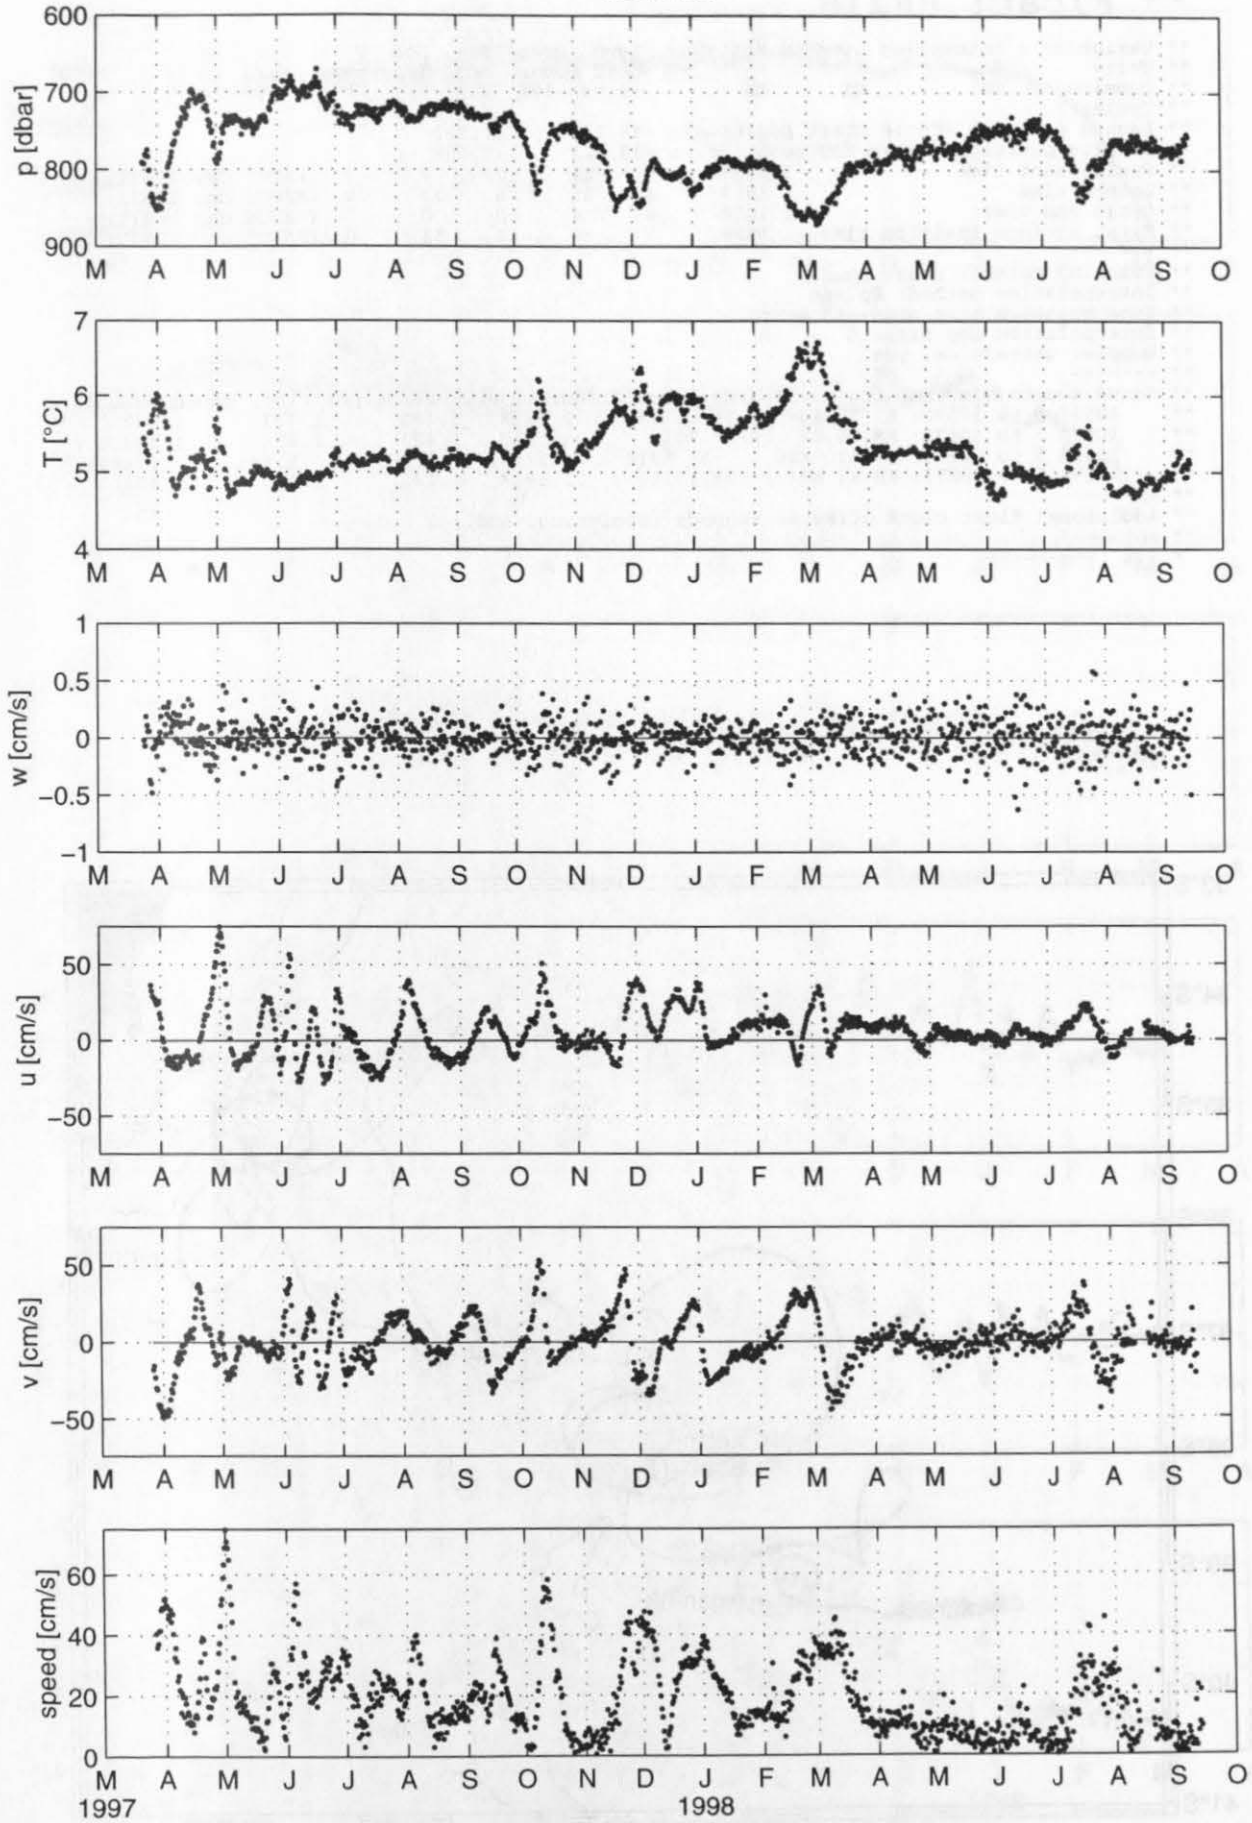 600
700
800
900
p [dbar]
M A M J J A S O N D J F M A M J J A S O
7
6
5
4
T [°C]
M A M J J A S O N D J F M A M J J A S O
1
0.5
0
−0.5
−1
w [cm/s]
M A M J J A S O N D J F M A M J J A S O
50
0
−50
u [cm/s]
M A M J J A S O N D J F M A M J J A S O
50
0
−50
v [cm/s]
M A M J J A S O N D J F M A M J J A S O
60
40
20
0
speed [cm/s]
M A M J J A S O N D J F M A M J J A S O
1997 1998